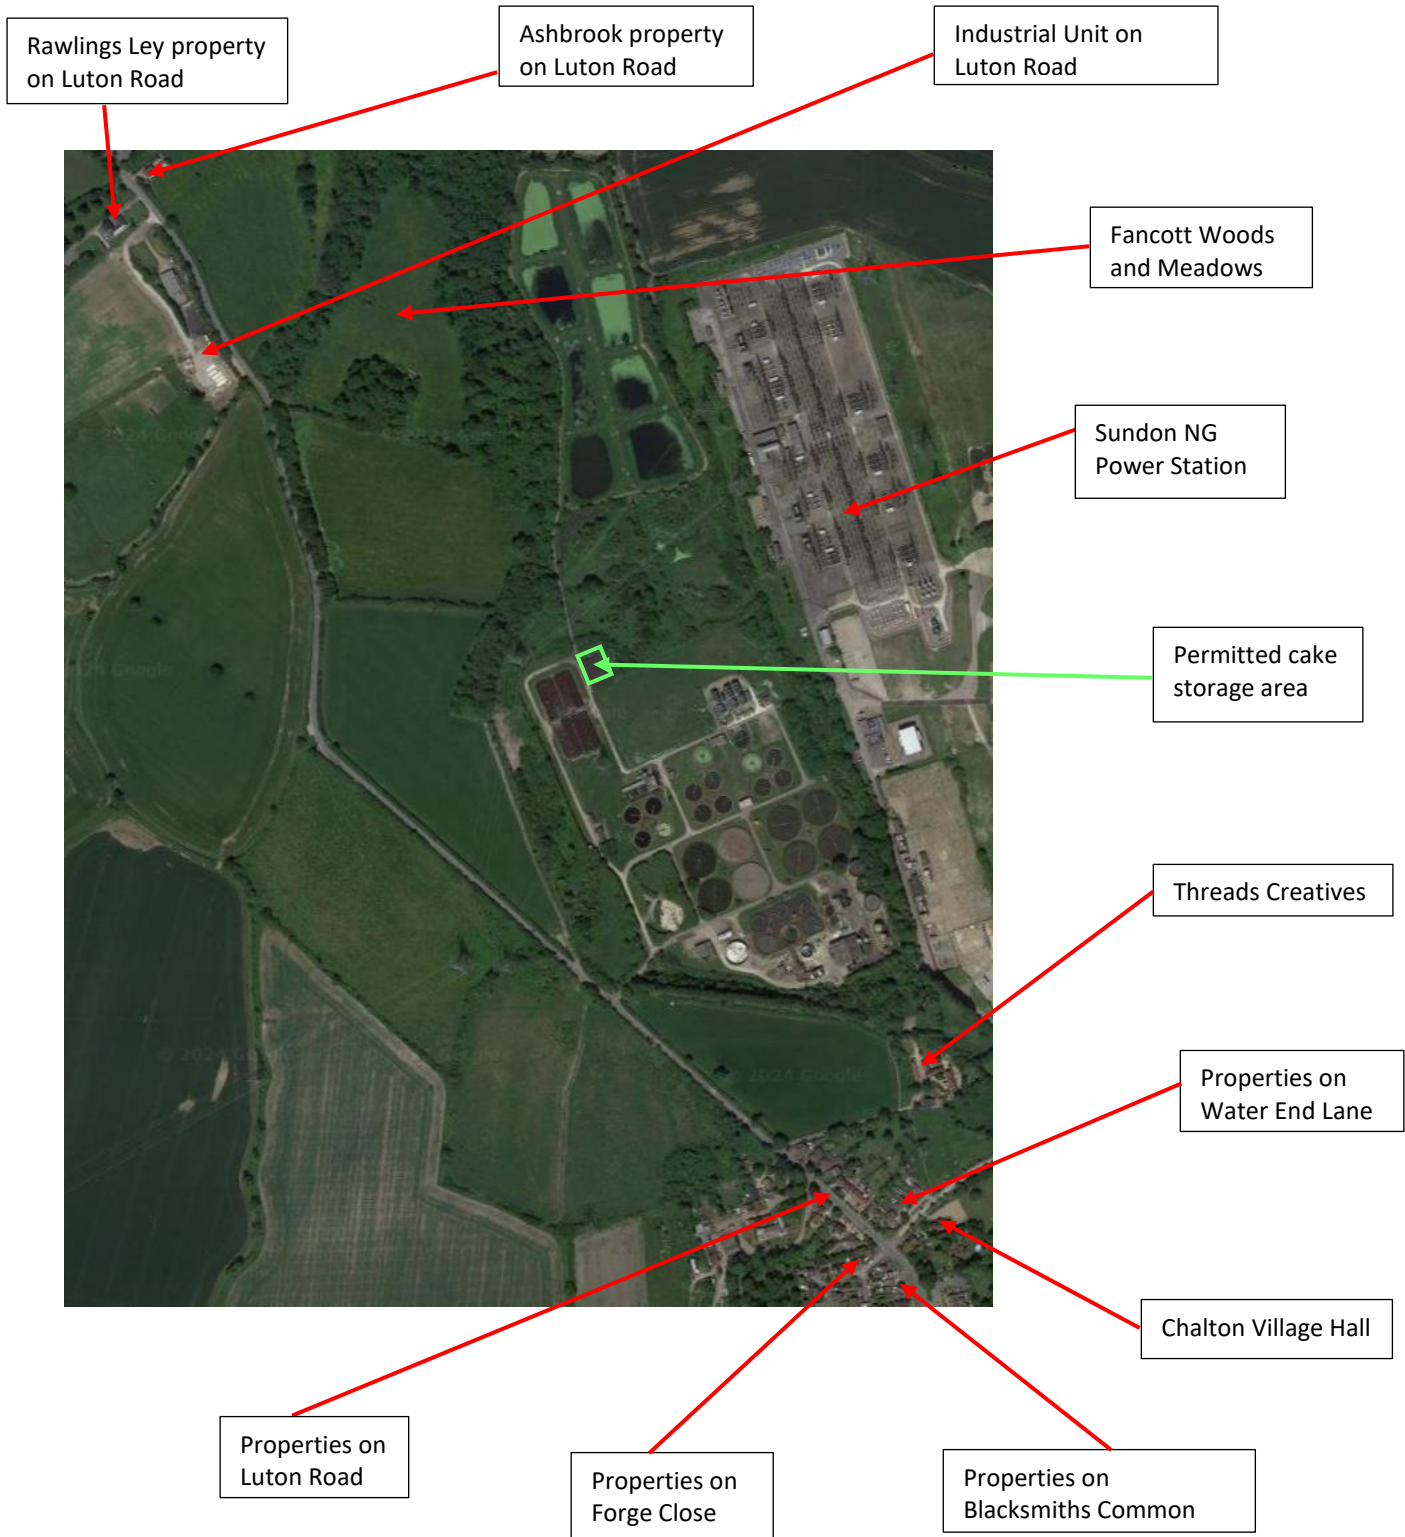 Rawlings Ley property
on Luton Road
Ashbrook property
on Luton Road
Industrial Unit on
Luton Road
Fancott Woods
and Meadows
Sundon NG
Power Station
Permitted cake
storage area
Threads Creatives
Properties on
Water End Lane
Chalton Village Hall
Properties on
Luton Road
Properties on
Forge Close
Properties on
Blacksmiths Common